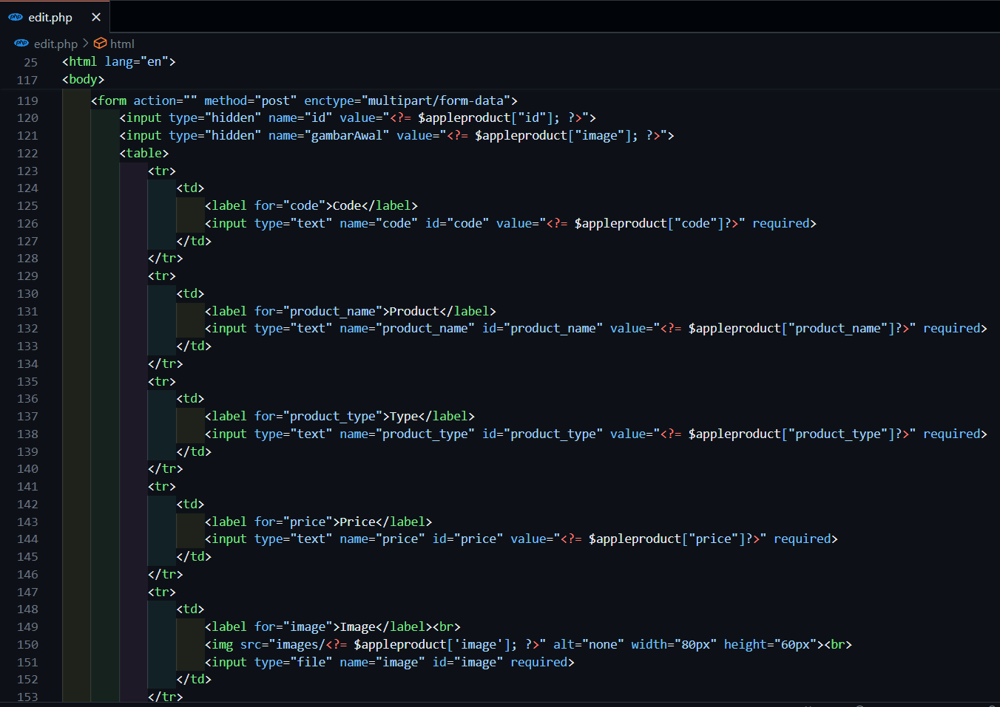 php edit.php ×
php edit.php > html
25 <html lang="en">
117 <body>
119 <form action="" method="post" enctype="multipart/form-data">
120 <input type="hidden" name="id" value="<?= $appleproduct["id"]; ?>">
121 <input type="hidden" name="gambarAwal" value="<?= $appleproduct["image"]; ?>">
122 <table>
123 <tr>
124 <td>
125 <label for="code">Code</label>
126 <input type="text" name="code" id="code" value="<?= $appleproduct["code"]?>" required>
127 </td>
128 </tr>
129 <tr>
130 <td>
131 <label for="product_name">Product</label>
132 <input type="text" name="product_name" id="product_name" value="<?= $appleproduct["product_name"]?>" required>
133 </td>
134 </tr>
135 <tr>
136 <td>
137 <label for="product_type">Type</label>
138 <input type="text" name="product_type" id="product_type" value="<?= $appleproduct["product_type"]?>" required>
139 </td>
140 </tr>
141 <tr>
142 <td>
143 <label for="price">Price</label>
144 <input type="text" name="price" id="price" value="<?= $appleproduct["price"]?>" required>
145 </td>
146 </tr>
147 <tr>
148 <td>
149 <label for="image">Image</label><br>
150 <img src="images/<?= $appleproduct['image']; ?>" alt="none" width="80px" height="60px"><br>
151 <input type="file" name="image" id="image" required>
152 </td>
153 </tr>